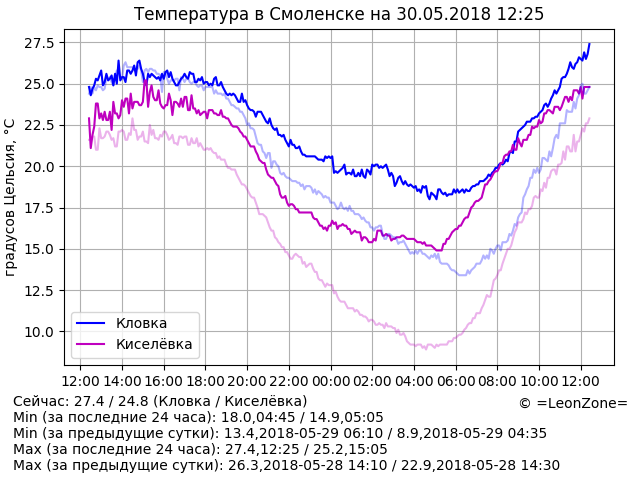 Температура в Смоленске на 30.05.2018 12:25
градусов Цельсия, °C
27.5
25.0
22.5
20.0
17.5
15.0
12.5
10.0
Кловка
Киселёвка
12:00 14:00 16:00 18:00 20:00 22:00 00:00 02:00 04:00 06:00 08:00 10:00 12:00
© =LeonZone=
Сейчас: 27.4 / 24.8 (Кловка / Киселёвка)
Min (за последние 24 часа): 18.0,04:45 / 14.9,05:05
Min (за предыдущие сутки): 13.4,2018-05-29 06:10 / 8.9,2018-05-29 04:35
Max (за последние 24 часа): 27.4,12:25 / 25.2,15:05
Max (за предыдущие сутки): 26.3,2018-05-28 14:10 / 22.9,2018-05-28 14:30